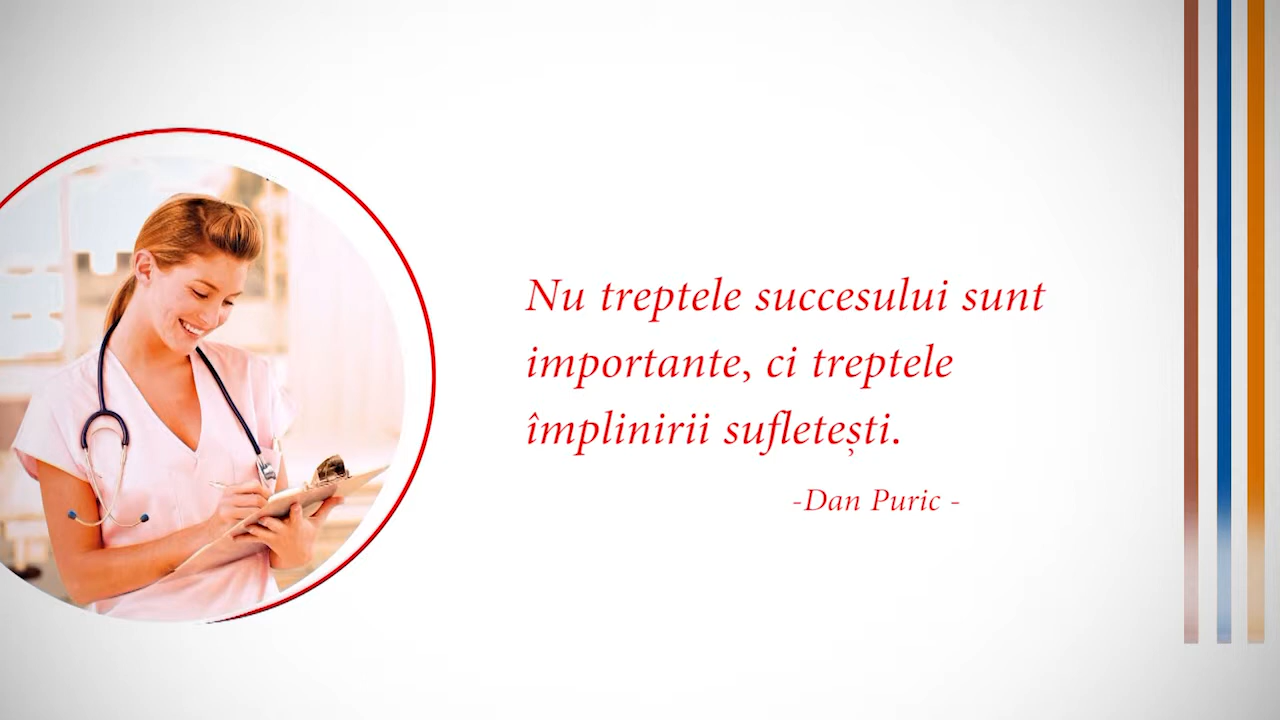 Nu treptele succesului sunt
importante, ci treptele
împlinirii sufletești.
-Dan Puric -